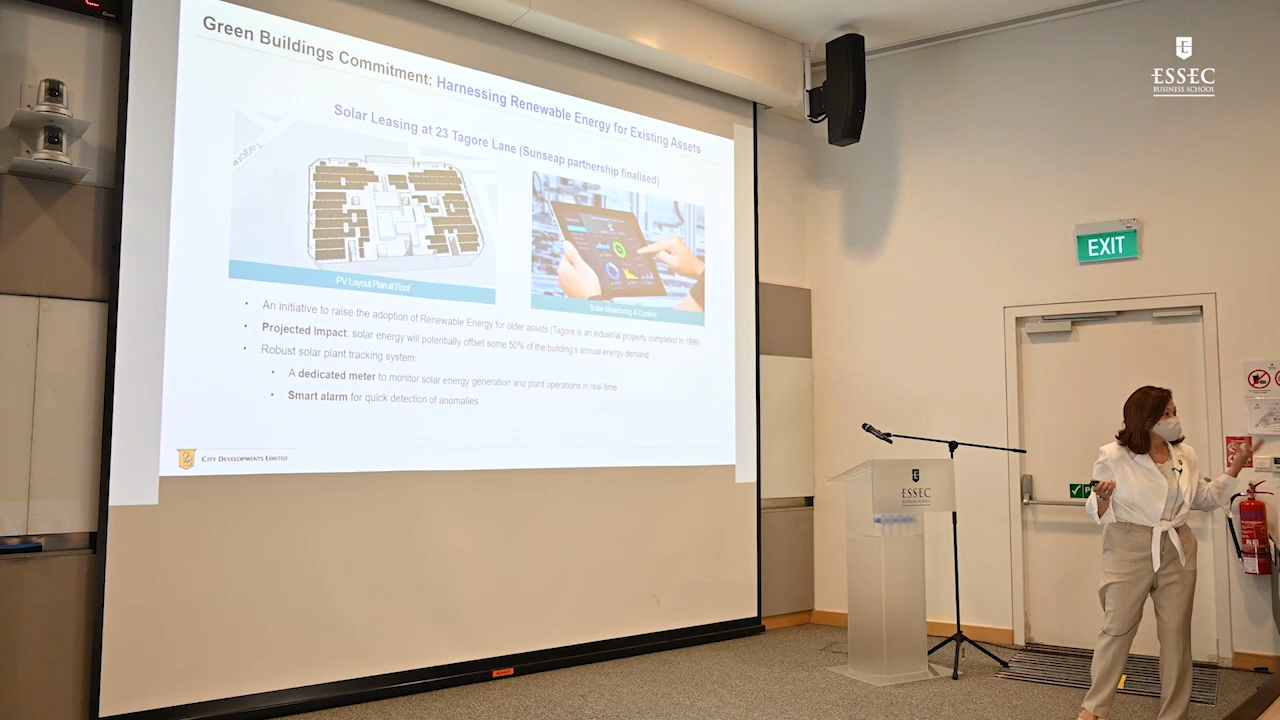 Green Buildings Commitment: Harnessing Renewable Energy for Existing Assets
Solar Leasing at 23 Tagore Lane (Sunseap partnership finalised)
Tagore
PV Layout Plan at Roof
Solar Monitoring & Control
• An initiative to raise the adoption of Renewable Energy for older assets (Tagore is an industrial property completed in
• Projected Impact: solar energy will potentially offset some 50% of the building's annual energy demand
• Robust solar plant tracking system:
• A dedicated meter to monitor solar energy generation and plant operations in real-time
• Smart alarm for quick detection of anomalies
CITY DEVELOPMENTS LIMITED
ESSEC
BUSINESS SCHOOL
EXIT
ESSEC
BUSINESS SCHOOL